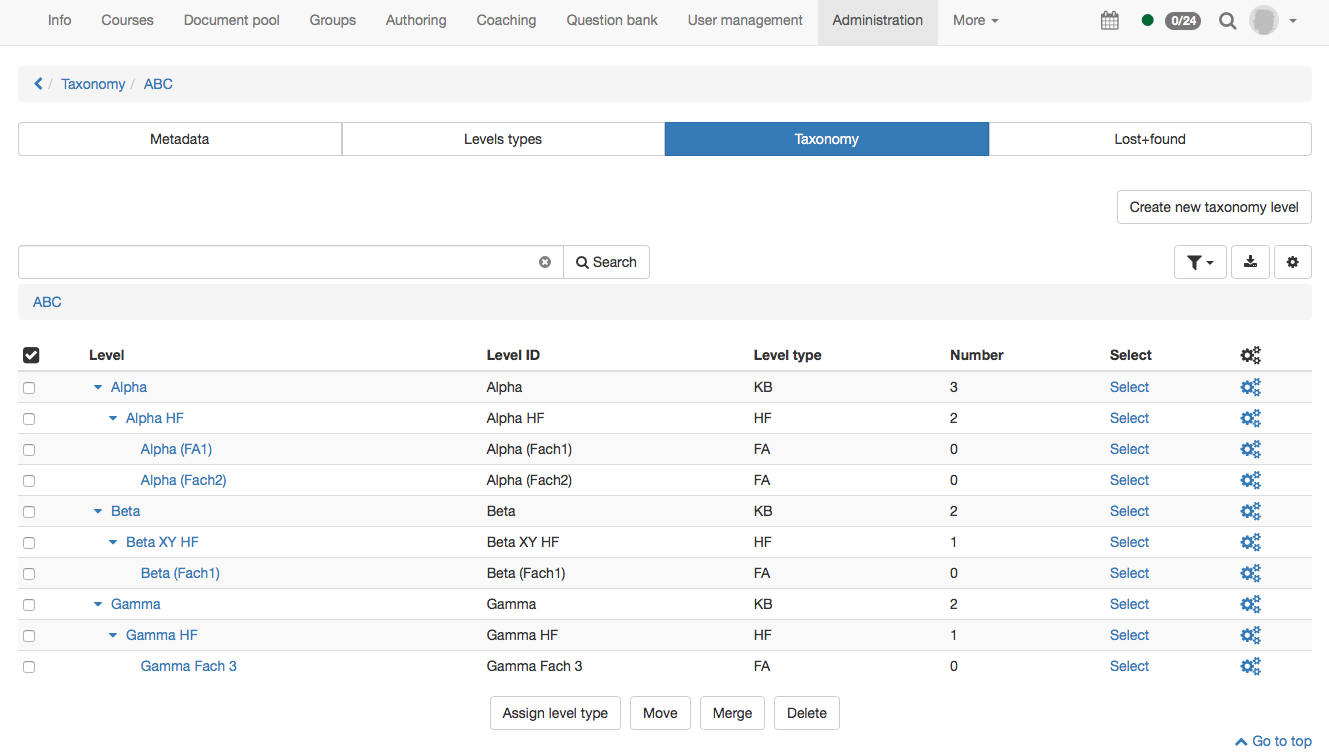 Info Courses Document pool Groups Authoring Coaching Question bank User management Administration More 0/24
/ Taxonomy / ABC
Metadata Levels types Taxonomy Lost+found
Create new taxonomy level
Search
ABC
Level Level ID Level type Number Select
Alpha Alpha KB 3 Select
Alpha HF Alpha HF HF 2 Select
Alpha (FA1) Alpha (Fach1) FA 0 Select
Alpha (Fach2) Alpha (Fach2) FA 0 Select
Beta Beta KB 2 Select
Beta XY HF Beta XY HF HF 1 Select
Beta (Fach1) Beta (Fach1) FA 0 Select
Gamma Gamma KB 2 Select
Gamma HF Gamma HF HF 1 Select
Gamma Fach 3 Gamma Fach 3 FA 0 Select
Assign level type Move Merge Delete
Go to top